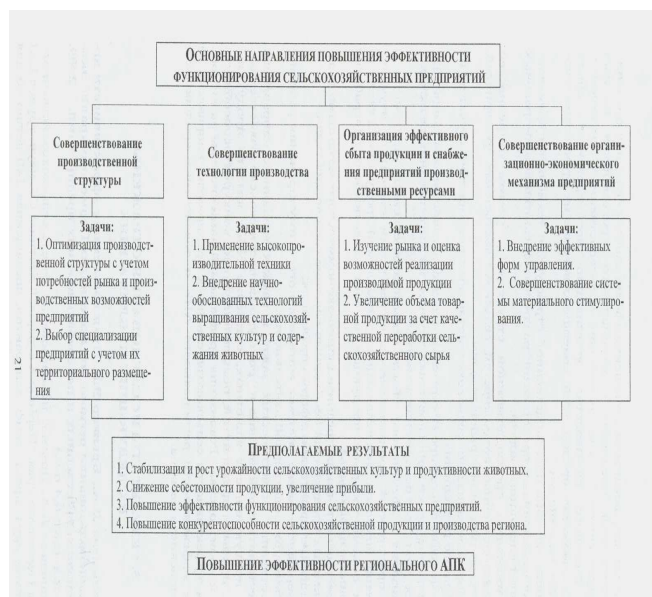 ОСНОВНЫЕ НАПРАВЛЕНИЯ ПОВЫШЕНИЯ ЭФФЕКТИВНОСТИ
ФУНКЦИОНИРОВАНИЯ СЕЛЬСКОХОЗЯЙСТВЕННЫХ ПРЕДПРИЯТИЙ
Совершенствование
производственной
структуры
Задачи:
1. Оптимизация производст-
венной структуры с учетом
потребностей рынка и произ-
водственных возможностей
предприятий
2. Выбор специализации
предприятий с учетом их
территориального размеще-
ния
Совершенствование
технологии производства
Задачи:
1. Применение высокопро-
изводительной техники
2. Внедрение научно-
обоснованных технологий
выращивания сельскохозяй-
ственных культур и содер-
жания животных
Организация эффективного
сбыта продукции и снабже-
ния предприятий производ-
ственными ресурсами
Задачи:
1. Изучение рынка и оценка
возможностей реализации
производимой продукции
2. Увеличение объема товар-
ной продукции за счет качес-
твенной переработки сель-
скохозяйственного сырья
Совершенствование органи-
зационно-экономического
механизма предприятий
Задачи:
1. Внедрение эффективных
форм управления.
2. Совершенствование систе-
мы материального стимулиро-
вания.
ПРЕДПОЛАГАЕМЫЕ РЕЗУЛЬТАТЫ
1. Стабилизация и рост урожайности сельскохозяйственных культур и продуктивности животных.
2. Снижение себестоимости продукции, увеличение прибыли.
3. Повышение эффективности функционирования сельскохозяйственных предприятий.
4. Повышение конкурентоспособности сельскохозяйственной продукции и производства региона.
ПОВЫШЕНИЕ ЭФФЕКТИВНОСТИ РЕГИОНАЛЬНОГО АПК
21